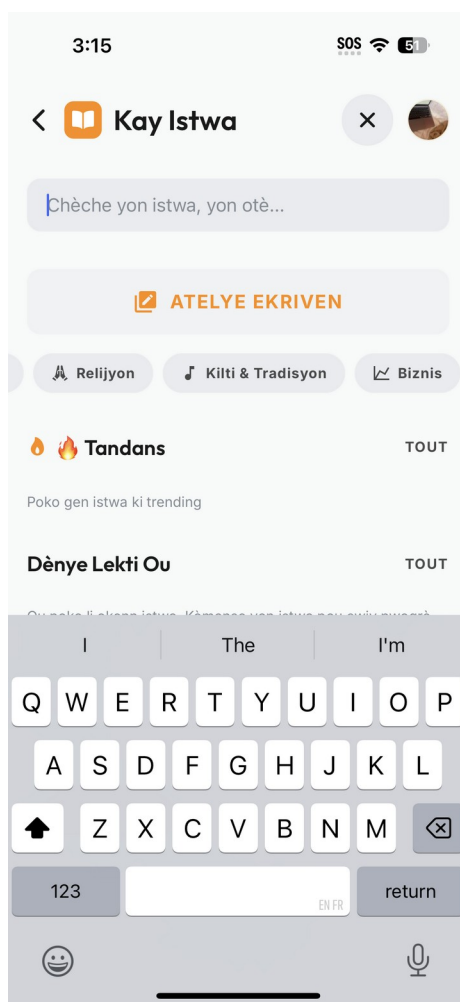 3:15 SOS 51
Kay Istwa
Chèche yon istwa, yon otè...
ATELYE EKRIVEN
Relijyon Kilti & Tradisyon Biznis
Tandans TOUT
Poko gen istwa ki trending
Dènye Lekti Ou TOUT
I The I'm
Q W E R T Y U I O P
A S D F G H J K L
Z X C V B N M
123 EN FR return